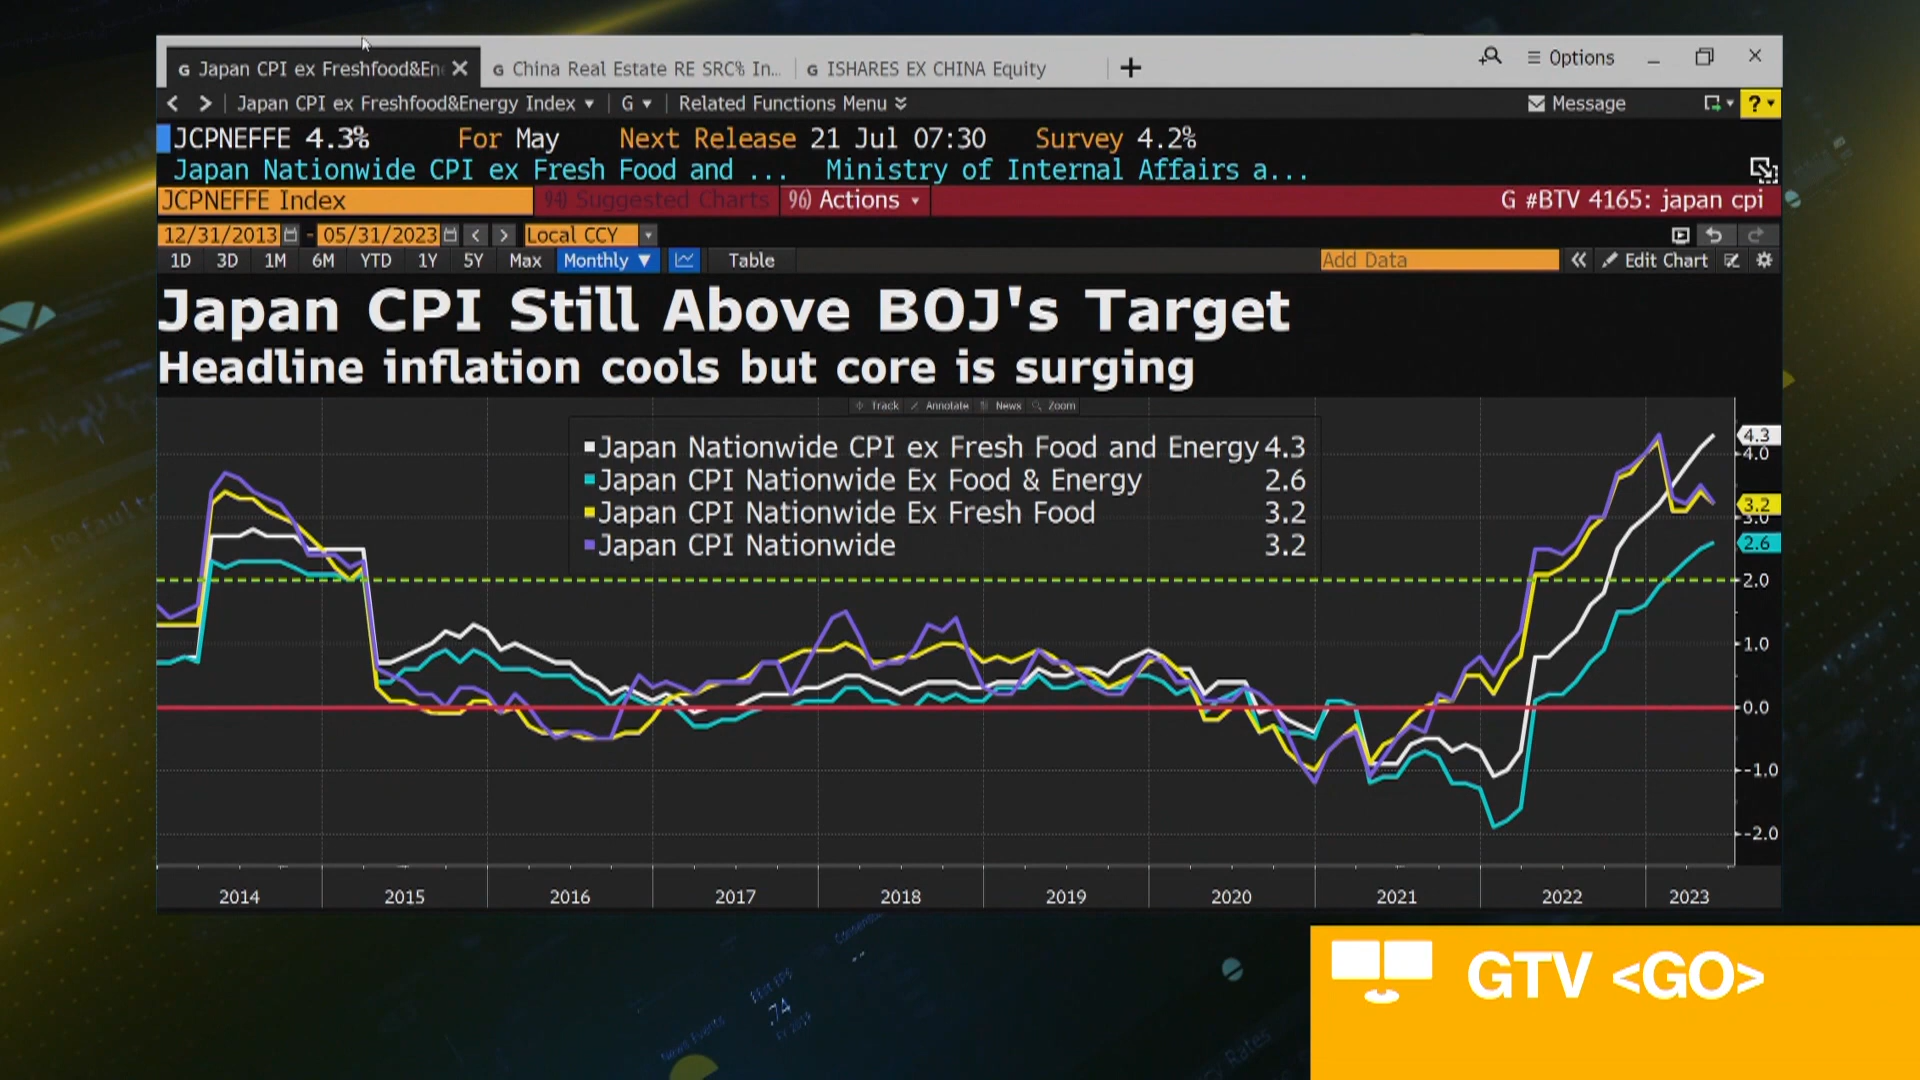 G Japan CPI ex Freshfood&En
G China Real Estate RE SRC% In...
G ISHARES EX CHINA Equity
Options
Japan CPI ex Freshfood&Energy Index
G
Related Functions Menu
Message
?
JCPNEFFE 4.3% For May Next Release 21 Jul 07:30 Survey 4.2%
Japan Nationwide CPI ex Fresh Food and ... Ministry of Internal Affairs a...
JCPNEFFE Index
94) Suggested Charts
96) Actions
G #BTV 4165: japan cpi
12/31/2013 - 05/31/2023
Local CCY
1D 3D 1M 6M YTD 1Y 5Y Max Monthly Table
Add Data
Edit Chart
Japan CPI Still Above BOJ's Target
Headline inflation cools but core is surging
Track Annotate News Zoom
Japan Nationwide CPI ex Fresh Food and Energy 4.3
Japan CPI Nationwide Ex Food & Energy 2.6
Japan CPI Nationwide Ex Fresh Food 3.2
Japan CPI Nationwide 3.2
4.3
4.0
3.2
3.0
2.6
2.0
1.0
0.0
-1.0
-2.0
2014 2015 2016 2017 2018 2019 2020 2021 2022 2023
GTV <GO>